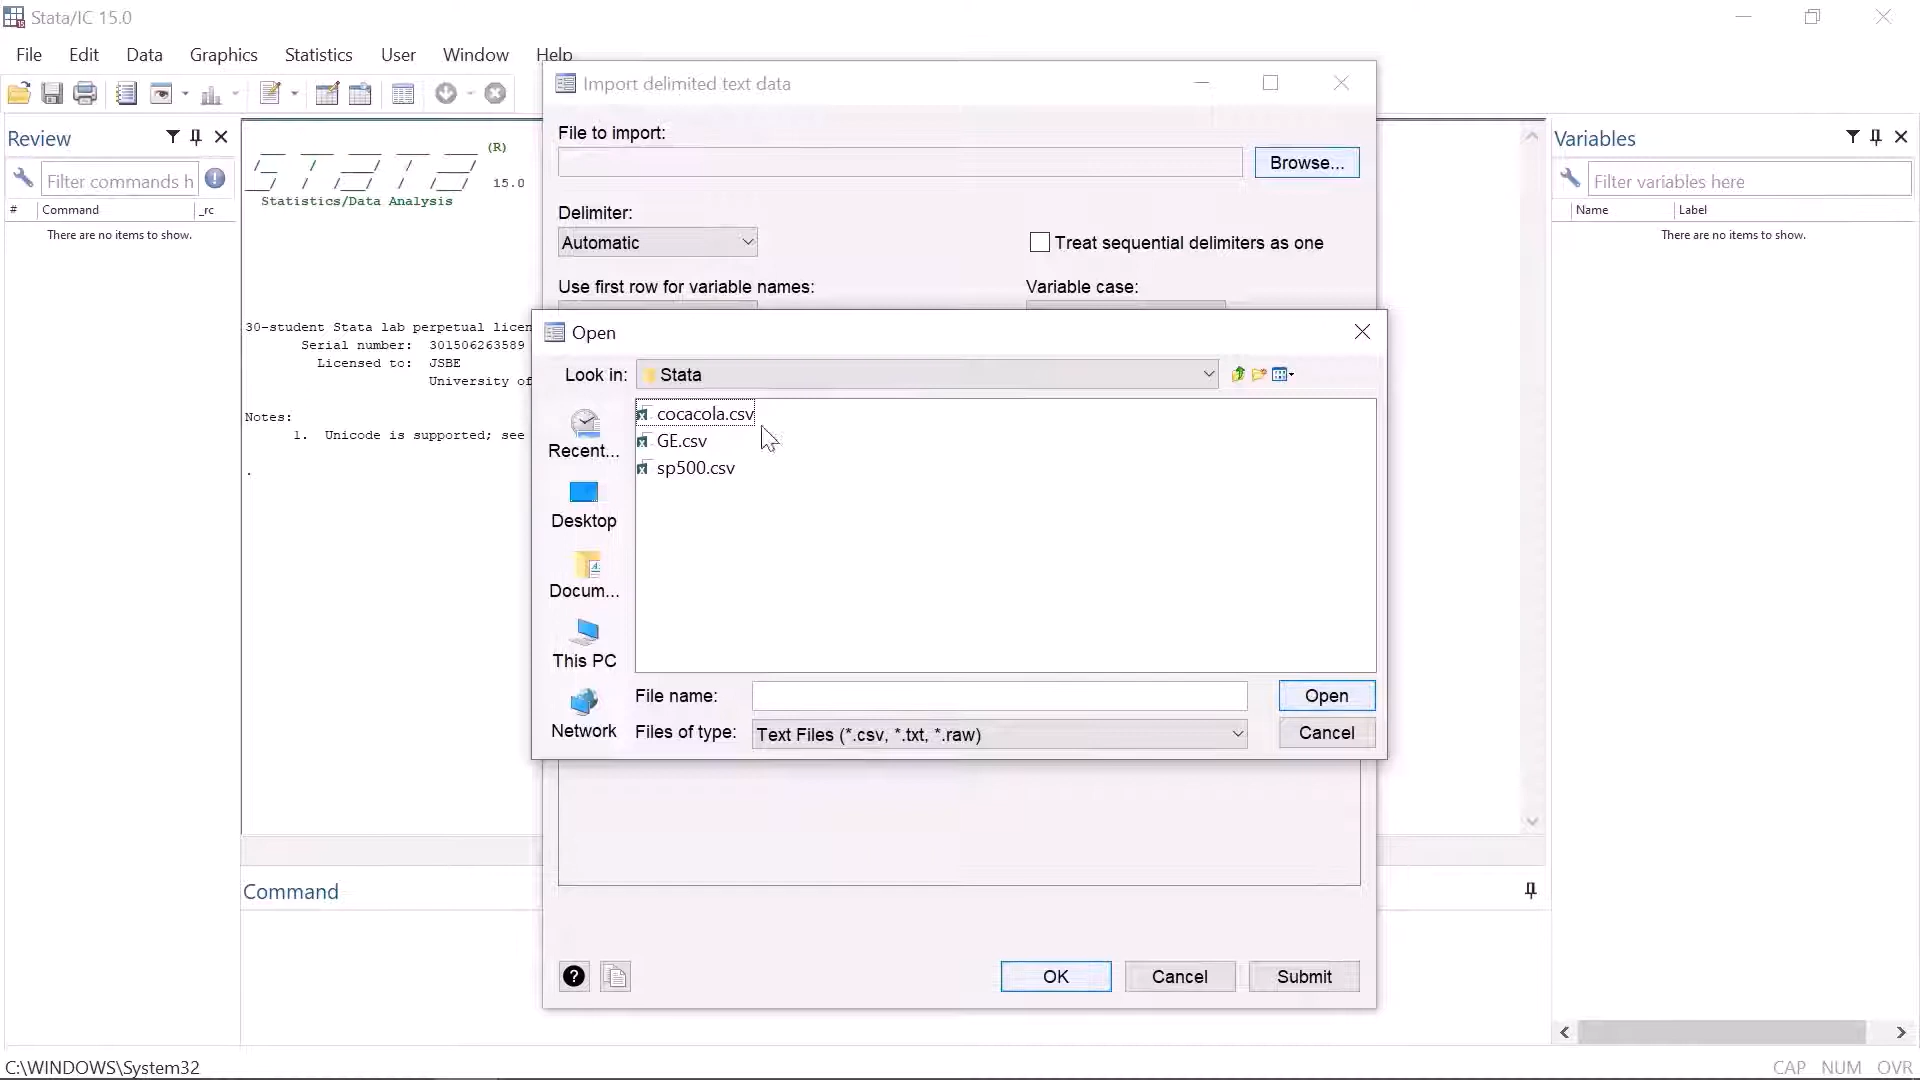 Stata/IC 15.0
File Edit Data Graphics Statistics User Window Help
Import delimited text data
Review
Filter commands h
# Command _rc
There are no items to show.
(R)
15.0
Statistics/Data Analysis
30-student Stata lab perpetual licen
Serial number: 301506263589
Licensed to: JSBE
University of
Notes:
1. Unicode is supported; see
.
File to import:
Browse...
Delimiter:
Automatic
Treat sequential delimiters as one
Use first row for variable names:
Variable case:
Open
Look in: Stata
cocacola.csv
GE.csv
sp500.csv
Recent...
Desktop
Docum...
This PC
Network
File name:
Open
Files of type: Text Files (*.csv, *.txt, *.raw)
Cancel
OK Cancel Submit
Variables
Filter variables here
Name Label
There are no items to show.
Command
C:\WINDOWS\System32
CAP NUM OVR